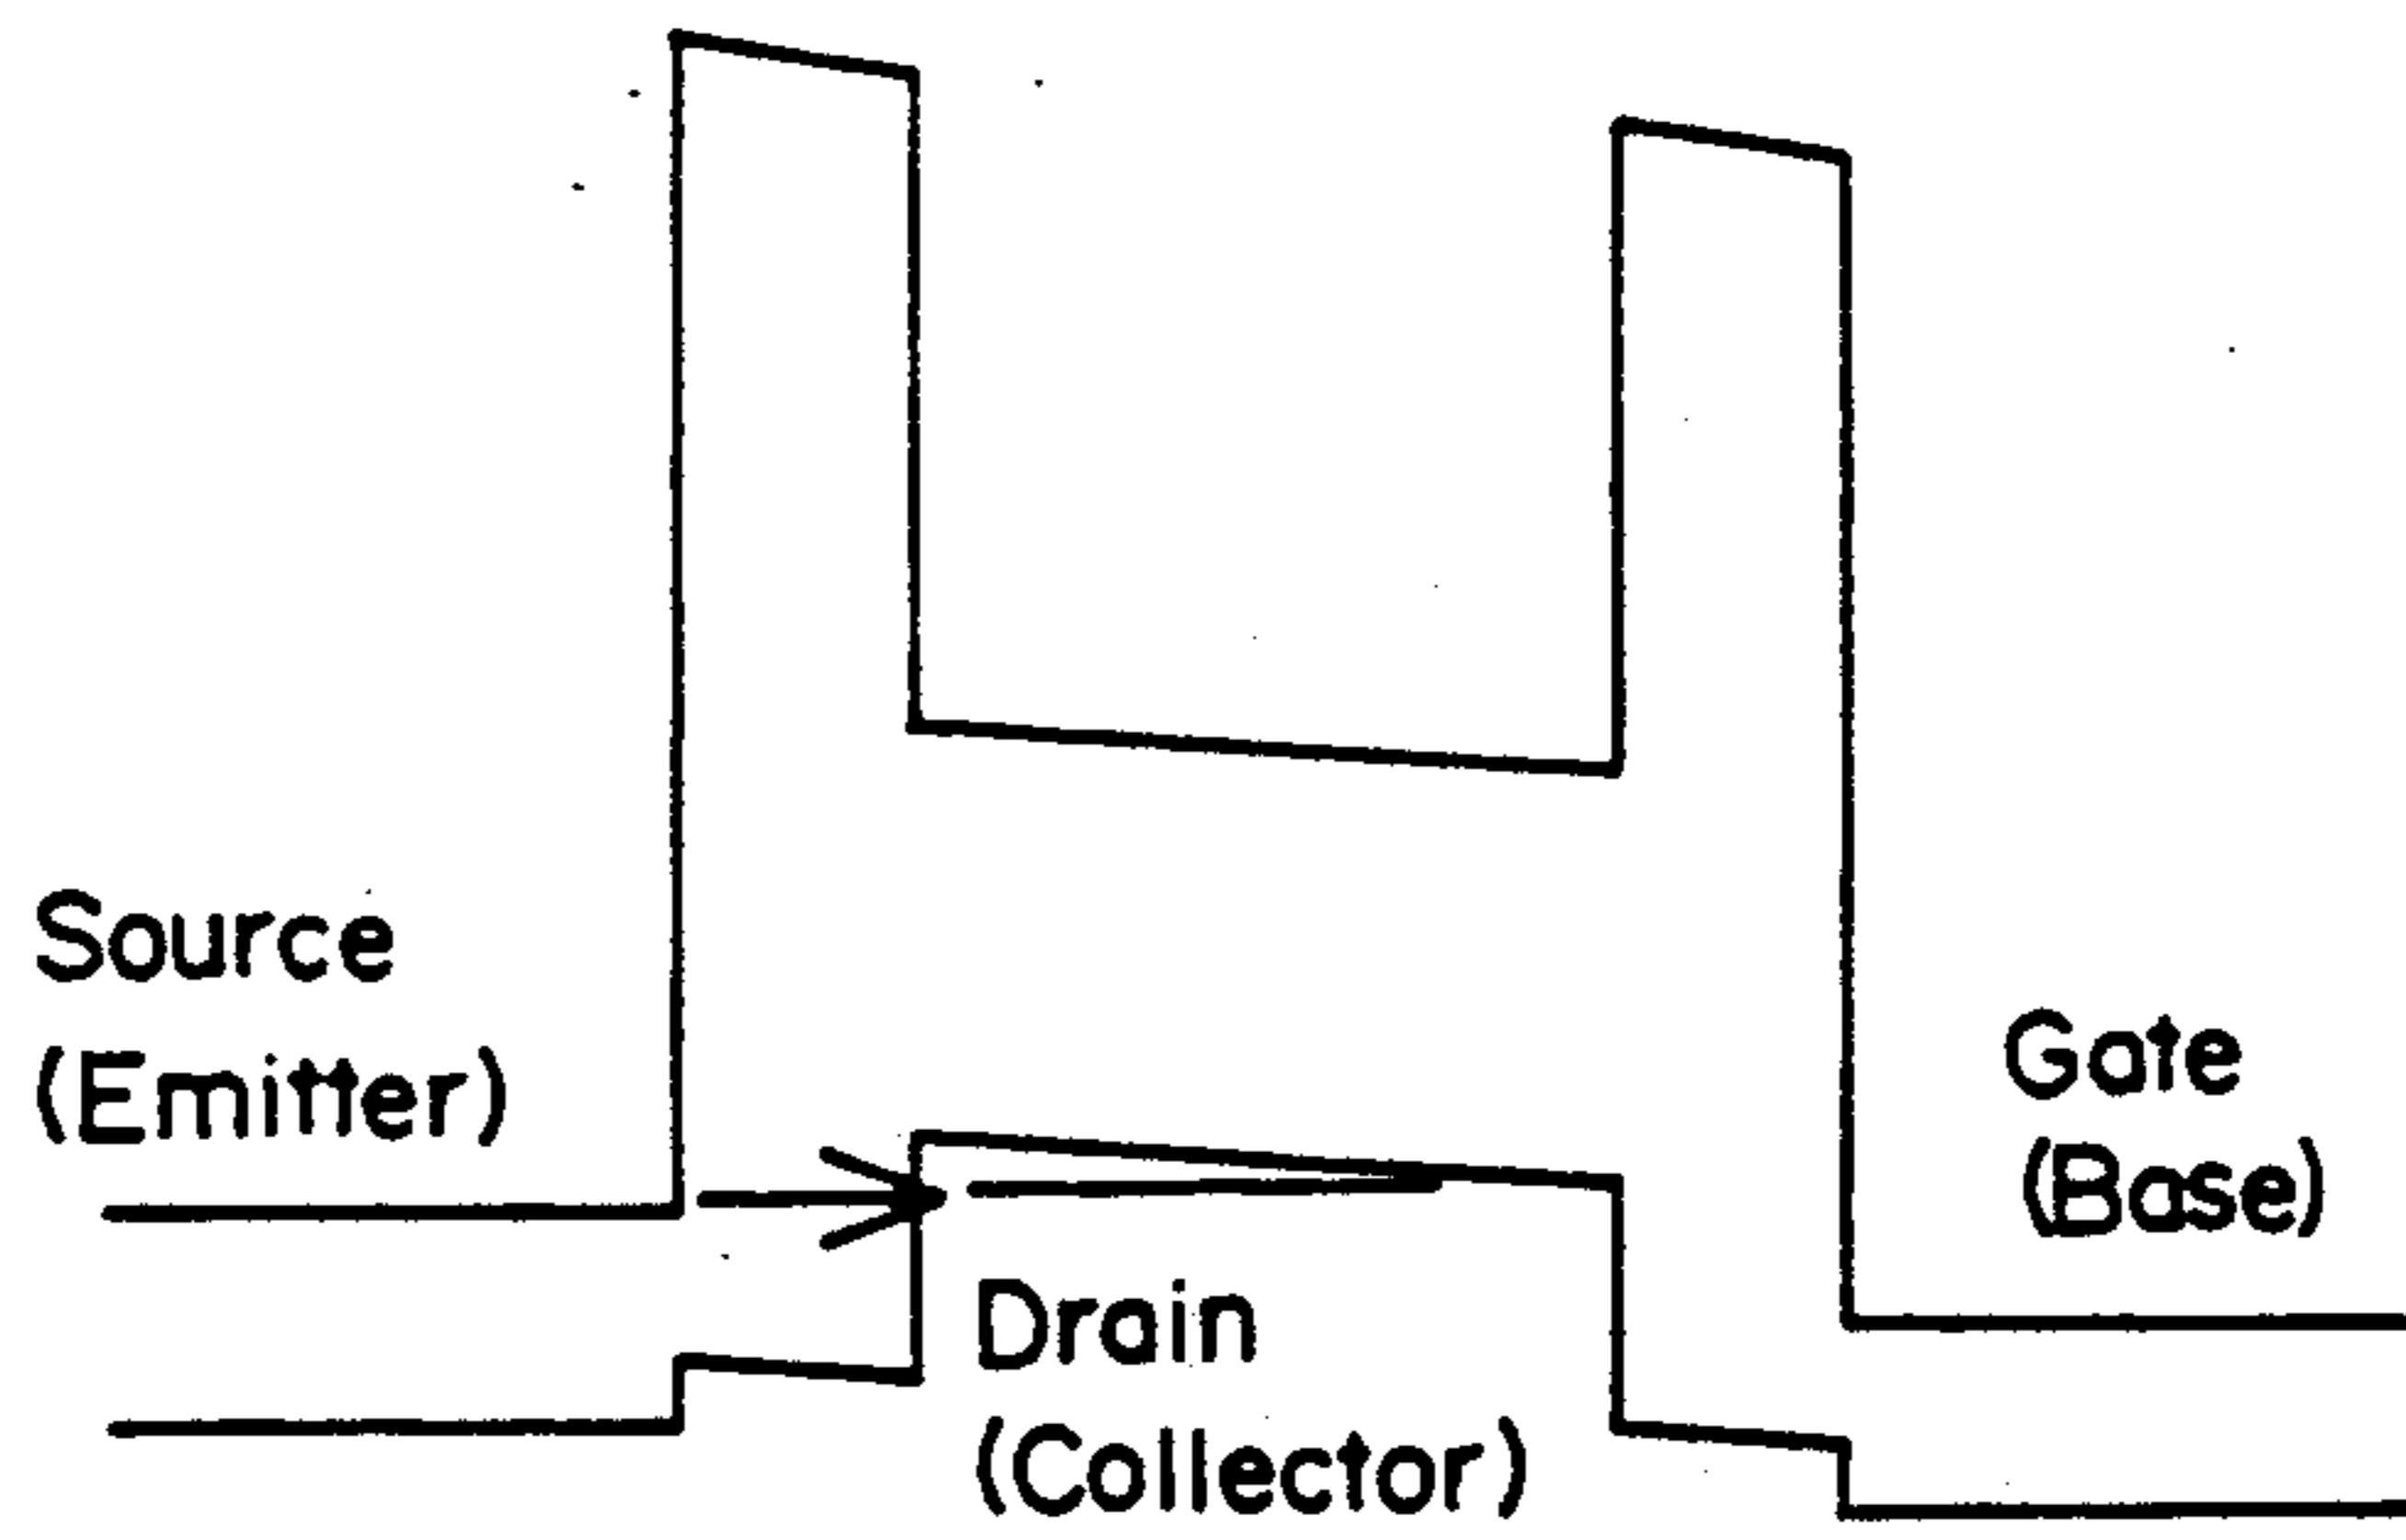 Source
(Emitter)
Gate
(Base)
Drain
(Collector)